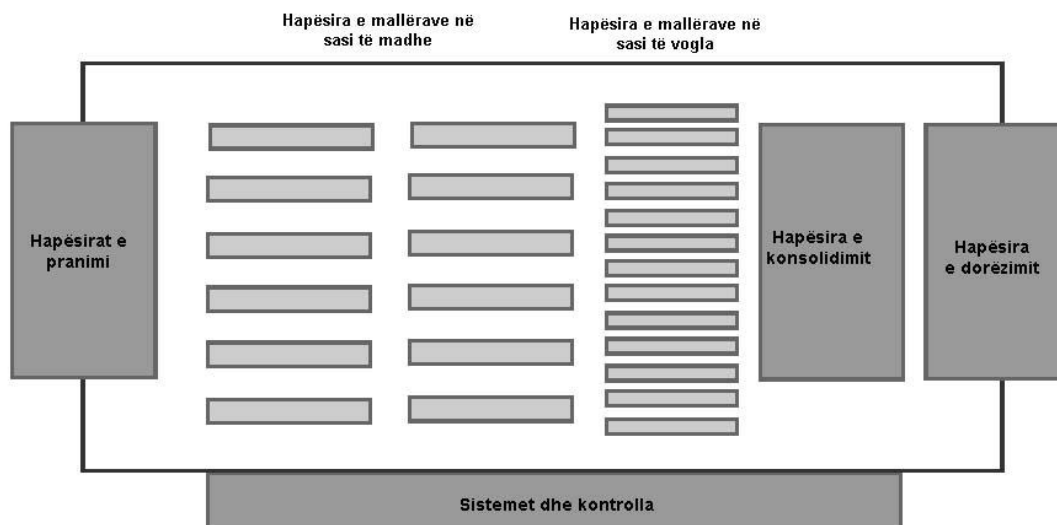 Hapësira e mallërave në
sasi të madhe
Hapësira e mallërave në
sasi të vogla
Hapësirat e
pranimi
Hapësira e
konsolidimit
Hapësira
e dorëzimit
Sistemet dhe kontrolla